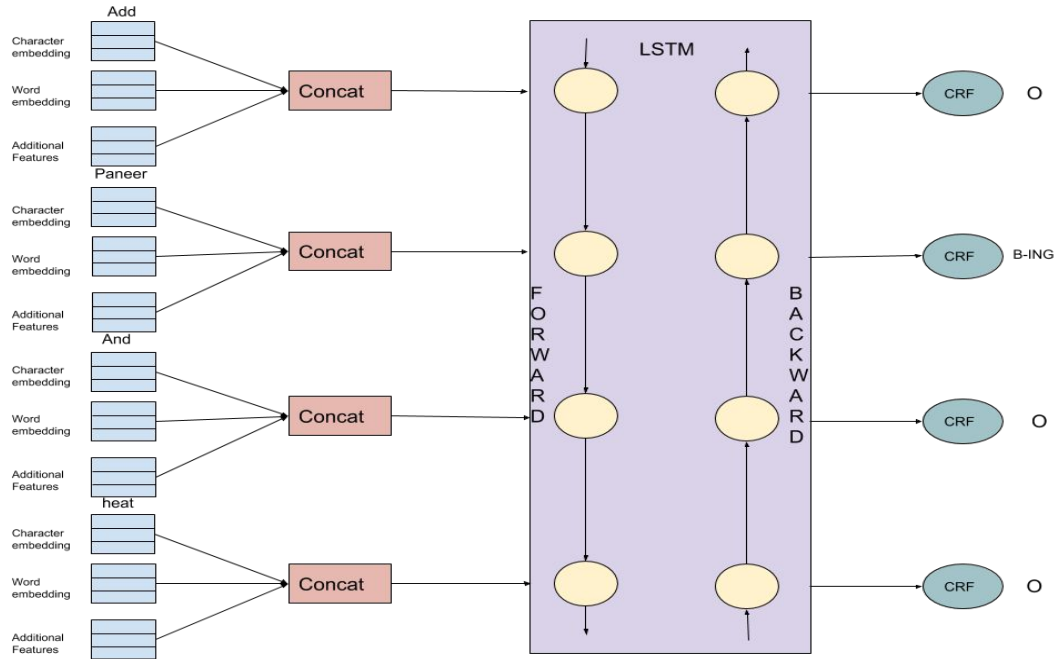 Add
Character
embedding
Word
embedding
Additional
Features
Concat
LSTM
CRF
O
Paneer
Character
embedding
Word
embedding
Additional
Features
Concat
CRF
B-ING
FORWARD
BACKWARD
And
Character
embedding
Word
embedding
Additional
Features
Concat
CRF
O
heat
Character
embedding
Word
embedding
Additional
Features
Concat
CRF
O